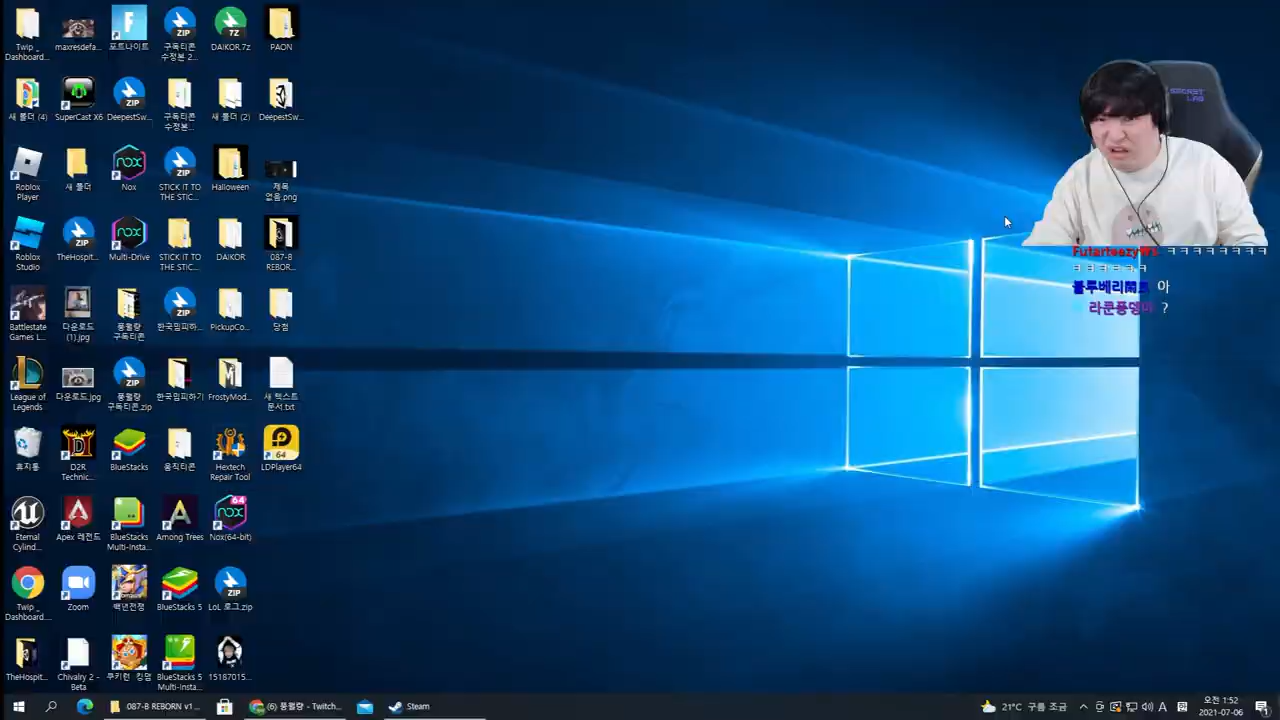 Twip _
Dashboard...
maxresdefa...
포트나이트
구독티콘
수정본 2...
DAIKOR.7z
PAON
새 폴더 (4)
SuperCast X6
DeepestSw...
구독티콘
수정본...
새 폴더 (2)
DeepestSw...
Roblox
Player
새 폴더
Nox
STICK IT TO
THE STIC...
Halloween
제목
없음.png
Roblox
Studio
TheHospit...
Multi-Drive
STICK IT TO
THE STIC...
DAIKOR
087-B
REBOR...
Battlestate
Games L...
다운로드
(1).jpg
풍월량
구독티콘
한국밈피하...
PickupCo...
당첨
League of
Legends
다운로드.jpg
풍월량
구독티콘.zip
한국밈피하기
FrostyMod...
새 텍스트
문서.txt
휴지통
D2R
Technic...
BlueStacks
움직티콘
Hextech
Repair Tool
LDPlayer64
Eternal
Cylind...
Apex 레전드
BlueStacks
Multi-Insta...
Among Trees
Nox(64-bit)
Twip _
Dashboard...
Zoom
백년전쟁
BlueStacks 5
LoL 로그.zip
TheHospit...
Chivalry 2 -
Beta
쿠키런 킹덤
BlueStacks 5
Multi-Insta...
15187015...
ㅋㅋㅋㅋㅋㅋㅋㅋ
ㅋㅋㅋㅋㅋㅋ
아
?
087-B REBORN v1 ...
(6) 풍월량 - Twitch...
Steam
21°C 구름 조금
A
오전 1:52
2021-07-06